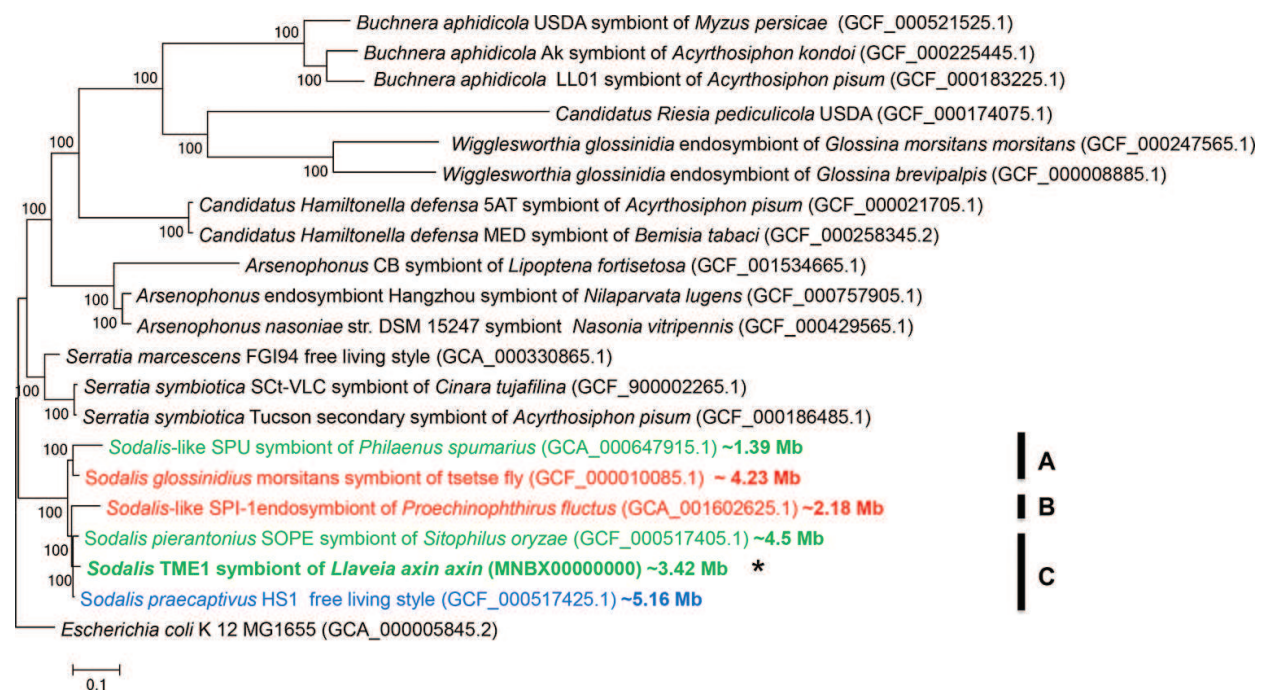 100
Buchnera aphidicola USDA symbiont of Myzus persicae (GCF_000521525.1)
Buchnera aphidicola Ak symbiont of Acyrthosiphon kondoi (GCF_000225445.1)
100
100
Buchnera aphidicola LL01 symbiont of Acyrthosiphon pisum (GCF_000183225.1)
Candidatus Riesia pediculicola USDA (GCF_000174075.1)
100
Wigglesworthia glossinidia endosymbiont of Glossina morsitans morsitans (GCF_000247565.1)
100
100
Wigglesworthia glossinidia endosymbiont of Glossina brevipalpis (GCF_000008885.1)
100
Candidatus Hamiltonella defensa 5AT symbiont of Acyrthosiphon pisum (GCF_000021705.1)
100
Candidatus Hamiltonella defensa MED symbiont of Bemisia tabaci (GCF_000258345.2)
Arsenophonus CB symbiont of Lipoptena fortisetosa (GCF_001534665.1)
100
Arsenophonus endosymbiont Hangzhou symbiont of Nilaparvata lugens (GCF_000757905.1)
100
Arsenophonus nasoniae str. DSM 15247 symbiont Nasonia vitripennis (GCF_000429565.1)
Serratia marcescens FGI94 free living style (GCA_000330865.1)
100
Serratia symbiotica SCt-VLC symbiont of Cinara tujafilina (GCF_900002265.1)
100
Serratia symbiotica Tucson secondary symbiont of Acyrthosiphon pisum (GCF_000186485.1)
100
Sodalis-like SPU symbiont of Philaenus spumarius (GCA_000647915.1) ~1.39 Mb
A
Sodalis glossinidius morsitans symbiont of tsetse fly (GCF_000010085.1) ~ 4.23 Mb
100
Sodalis-like SPI-1endosymbiont of Proechinophthirus fluctus (GCA_001602625.1) ~2.18 Mb
B
Sodalis pierantonius SOPE symbiont of Sitophilus oryzae (GCF_000517405.1) ~4.5 Mb
100
Sodalis TME1 symbiont of Llaveia axin axin (MNBX00000000) ~3.42 Mb *
C
100
Sodalis praecaptivus HS1 free living style (GCF_000517425.1) ~5.16 Mb
Escherichia coli K 12 MG1655 (GCA_000005845.2)
0.1